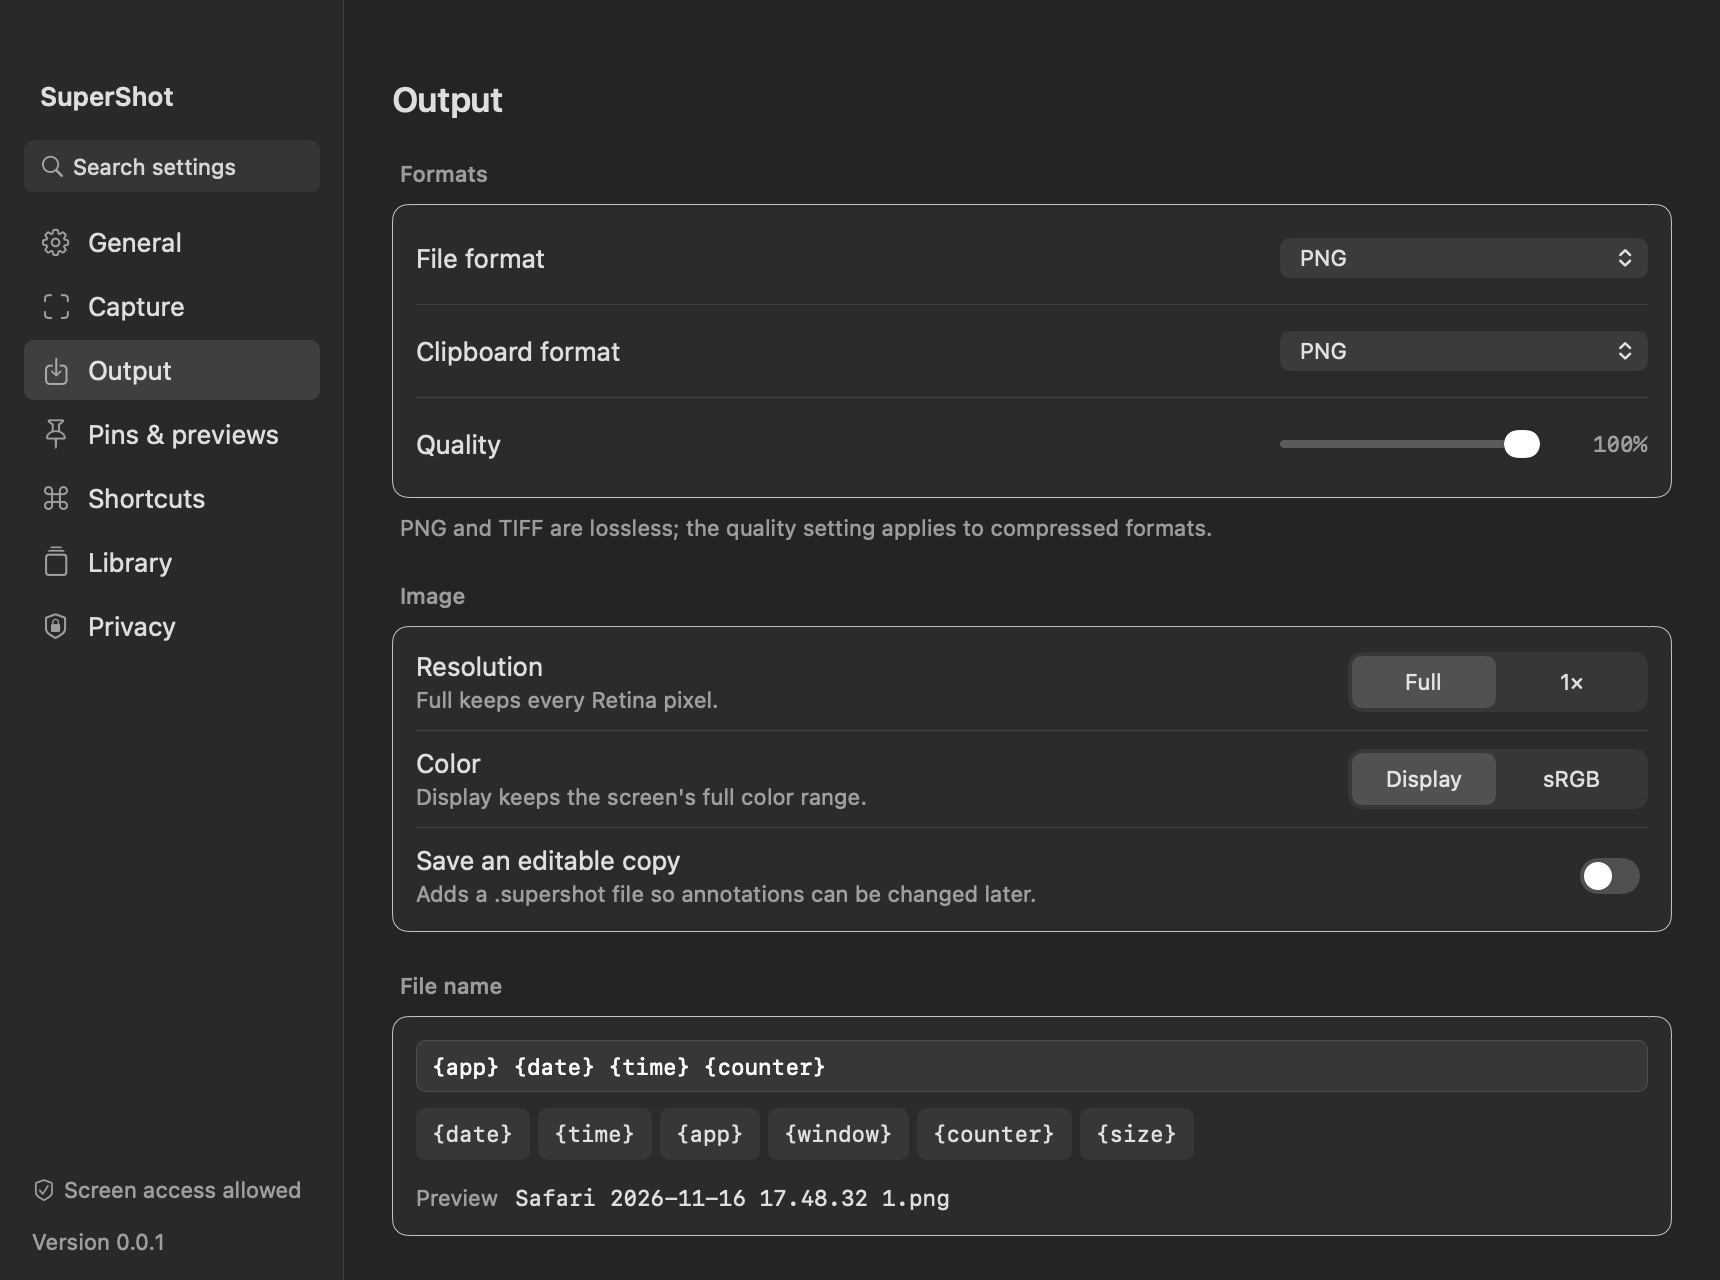 SuperShot
Search settings
General
Capture
Output
Pins & previews
Shortcuts
Library
Privacy
Screen access allowed
Version 0.0.1
Output
Formats
File format PNG
Clipboard format PNG
Quality 100%
PNG and TIFF are lossless; the quality setting applies to compressed formats.
Image
Resolution
Full keeps every Retina pixel.
Full 1×
Color
Display keeps the screen's full color range.
Display sRGB
Save an editable copy
Adds a .supershot file so annotations can be changed later.
File name
{app} {date} {time} {counter}
{date} {time} {app} {window} {counter} {size}
Preview Safari 2026-11-16 17.48.32 1.png